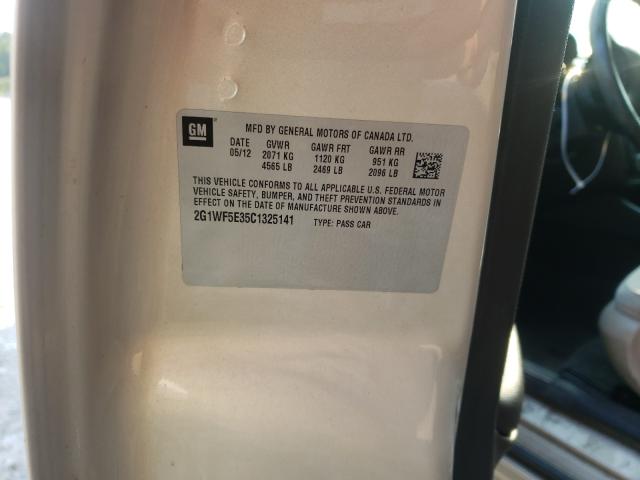 GM
MFD BY GENERAL MOTORS OF CANADA LTD.
DATE GVWR GAWR FRT GAWR RR
05/12 2071 KG 1120 KG 951 KG
4565 LB 2469 LB 2096 LB
THIS VEHICLE CONFORMS TO ALL APPLICABLE U.S. FEDERAL MOTOR
VEHICLE SAFETY, BUMPER, AND THEFT PREVENTION STANDARDS IN
EFFECT ON THE DATE OF MANUFACTURE SHOWN ABOVE.
2G1WF5E35C1325141 TYPE: PASS CAR